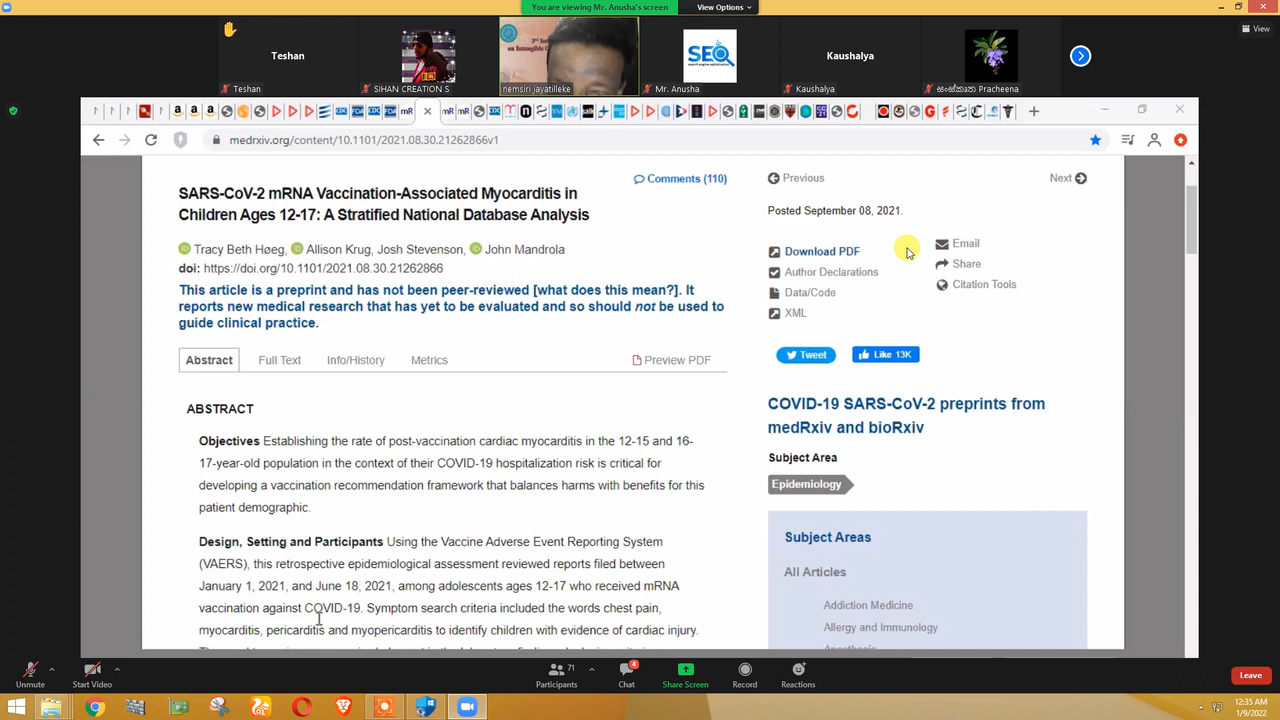 You are viewing Mr. Anusha's screen
View Options
View
Teshan
Kaushalya
SEO
search engine optimization
Teshan
SIHAN CREATION S
nemsiri jayatilleke
Mr. Anusha
Kaushalya
සංස්කෘත Pracheena
medrxiv.org/content/10.1101/2021.08.30.21262866v1
Comments (110)
SARS-CoV-2 mRNA Vaccination-Associated Myocarditis in
Children Ages 12-17: A Stratified National Database Analysis
Tracy Beth Høeg, Allison Krug, Josh Stevenson, John Mandrola
doi: https://doi.org/10.1101/2021.08.30.21262866
This article is a preprint and has not been peer-reviewed [what does this mean?]. It
reports new medical research that has yet to be evaluated and so should not be used to
guide clinical practice.
Abstract
Full Text
Info/History
Metrics
Preview PDF
ABSTRACT
Objectives Establishing the rate of post-vaccination cardiac myocarditis in the 12-15 and 16-
17-year-old population in the context of their COVID-19 hospitalization risk is critical for
developing a vaccination recommendation framework that balances harms with benefits for this
patient demographic.
Design, Setting and Participants Using the Vaccine Adverse Event Reporting System
(VAERS), this retrospective epidemiological assessment reviewed reports filed between
January 1, 2021, and June 18, 2021, among adolescents ages 12-17 who received mRNA
vaccination against COVID-19. Symptom search criteria included the words chest pain,
myocarditis, pericarditis and myopericarditis to identify children with evidence of cardiac injury.
Previous
Next
Posted September 08, 2021.
Download PDF
Author Declarations
Data/Code
XML
Email
Share
Citation Tools
Tweet
Like 13K
COVID-19 SARS-CoV-2 preprints from
medRxiv and bioRxiv
Subject Area
Epidemiology
Subject Areas
All Articles
Addiction Medicine
Allergy and Immunology
Unmute
Start Video
71
Participants
4
Chat
Share Screen
Record
Reactions
Leave
12:35 AM
1/9/2022